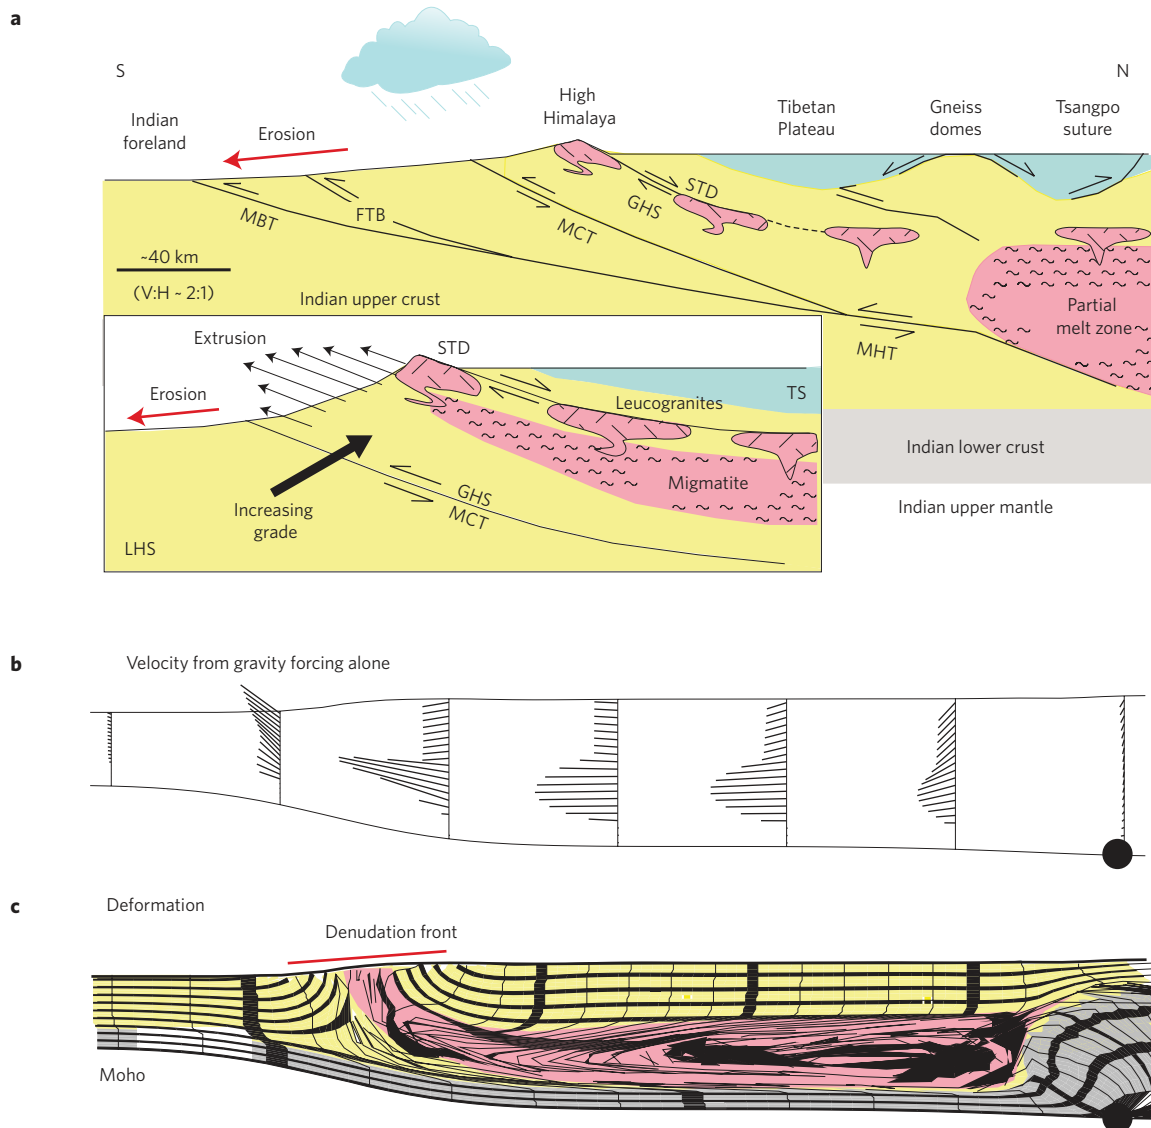 a
S
N
Indian
foreland
Erosion
High
Himalaya
Tibetan
Plateau
Gneiss
domes
Tsangpo
suture
MBT
FTB
MCT
GHS
STD
~40 km
(V:H ~ 2:1)
Indian upper crust
MHT
Partial
melt zone
Extrusion
STD
Erosion
TS
Leucogranites
Migmatite
GHS
MCT
Increasing
grade
LHS
Indian lower crust
Indian upper mantle
b
Velocity from gravity forcing alone
c
Deformation
Denudation front
Moho